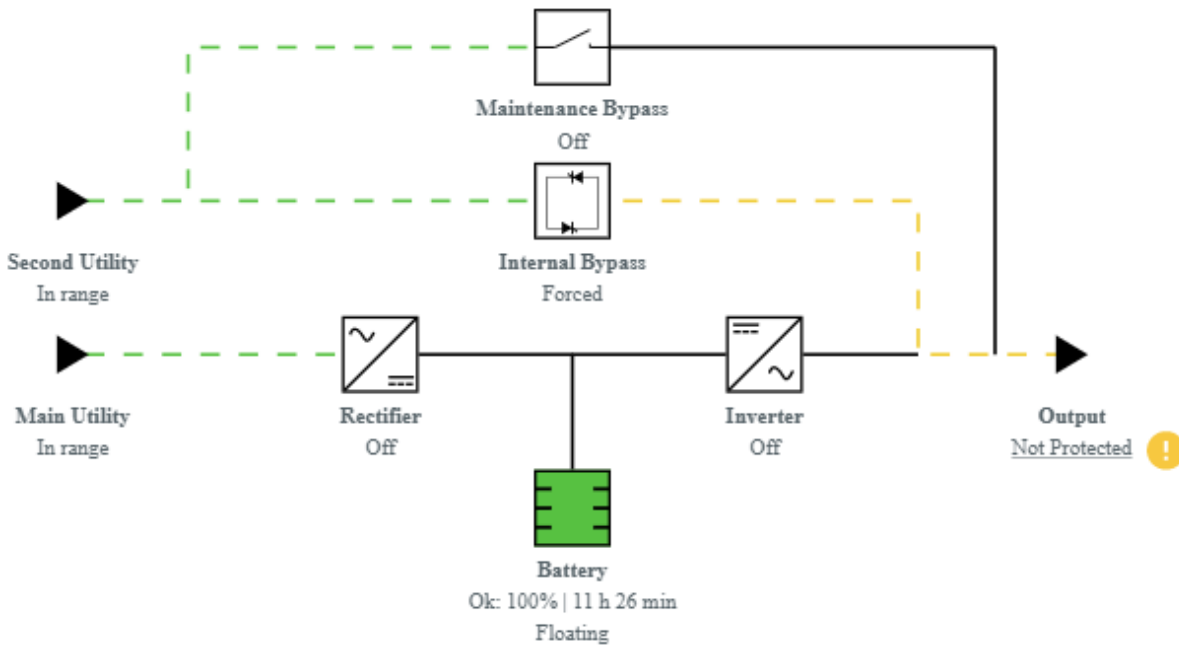 Maintenance Bypass
Off
Second Utility
In range
Internal Bypass
Forced
Main Utility
In range
Rectifier
Off
Inverter
Off
Output
Not Protected
!
Battery
Ok: 100% | 11 h 26 min
Floating